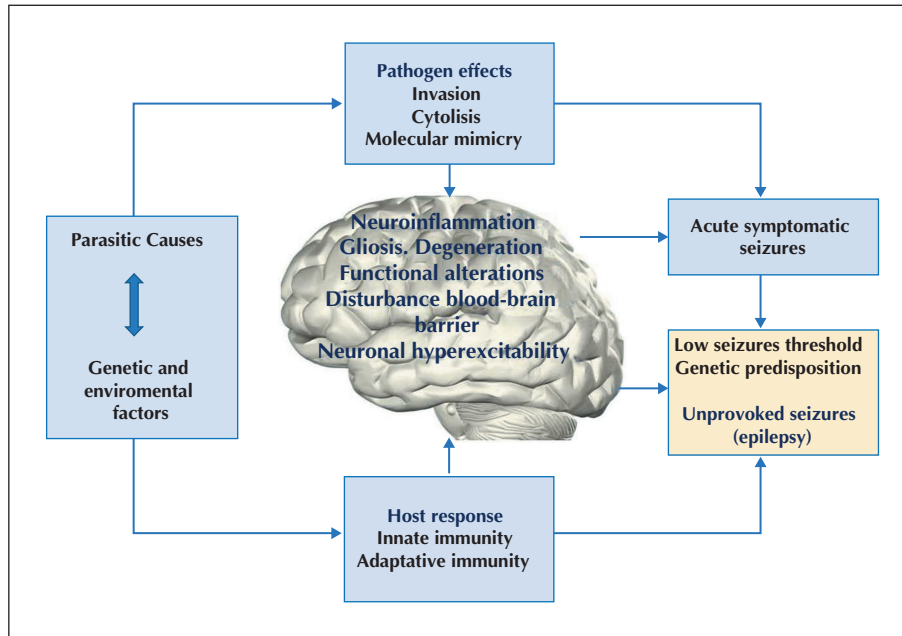 Pathogen effects
Invasion
Cytolisis
Molecular mimicry
Parasitic Causes
Genetic and
enviromental
factors
Neuroinflammation
Gliosis. Degeneration
Functional alterations
Disturbance blood-brain
barrier
Neuronal hyperexcitability
Acute symptomatic
seizures
Low seizures threshold
Genetic predisposition
Unprovoked seizures
(epilepsy)
Host response
Innate immunity
Adaptative immunity